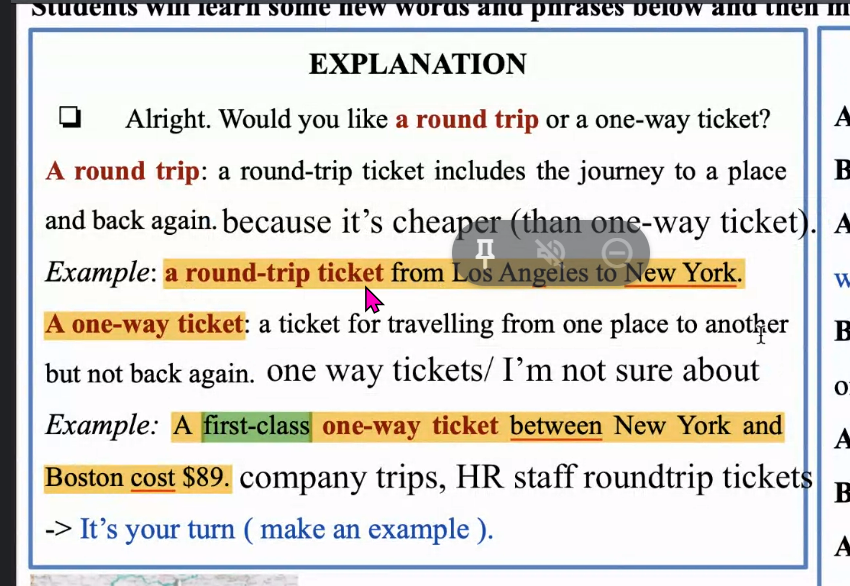 Students will learn some new words and phrases below and then m
EXPLANATION
❑ Alright. Would you like a round trip or a one-way ticket?
A round trip: a round-trip ticket includes the journey to a place
and back again. because it's cheaper (than one-way ticket).
Example: a round-trip ticket from Los Angeles to New York.
A one-way ticket: a ticket for travelling from one place to another
but not back again. one way tickets/ I'm not sure about
Example: A first-class one-way ticket between New York and
Boston cost $89. company trips, HR staff roundtrip tickets
-> It's your turn ( make an example ).
A
B
A
w
B
o
A
B
A